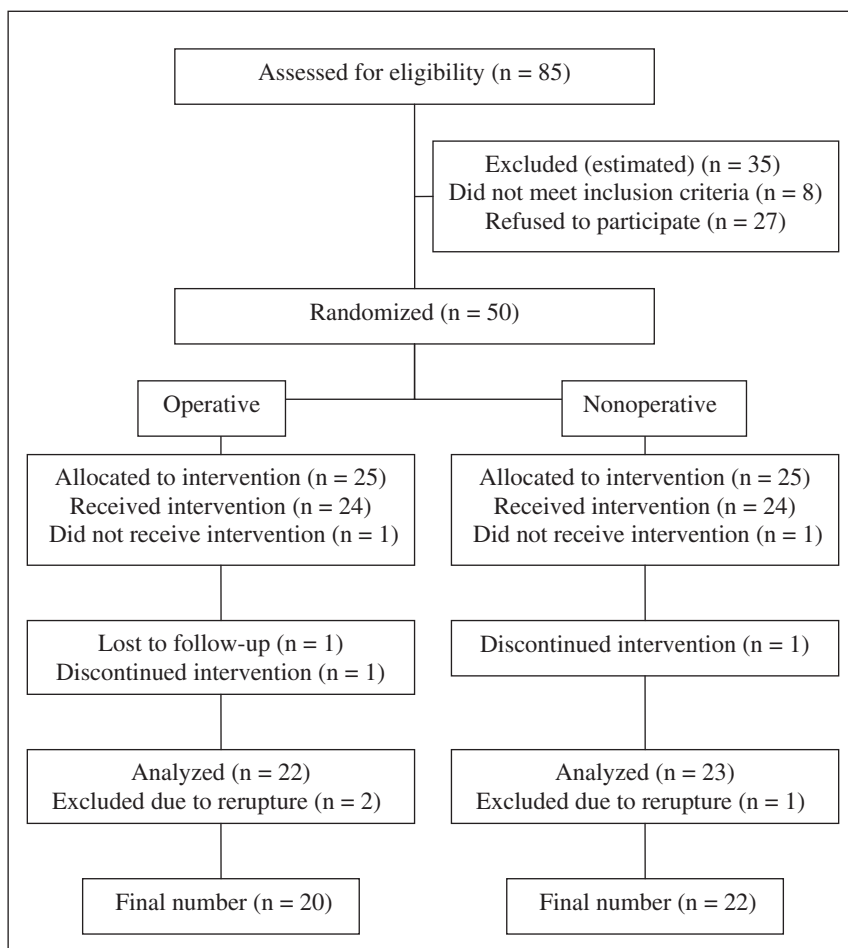 Assessed for eligibility (n = 85)
Excluded (estimated) (n = 35)
Did not meet inclusion criteria (n = 8)
Refused to participate (n = 27)
Randomized (n = 50)
Operative
Nonoperative
Allocated to intervention (n = 25)
Received intervention (n = 24)
Did not receive intervention (n = 1)
Allocated to intervention (n = 25)
Received intervention (n = 24)
Did not receive intervention (n = 1)
Lost to follow-up (n = 1)
Discontinued intervention (n = 1)
Discontinued intervention (n = 1)
Analyzed (n = 22)
Excluded due to rerupture (n = 2)
Analyzed (n = 23)
Excluded due to rerupture (n = 1)
Final number (n = 20)
Final number (n = 22)